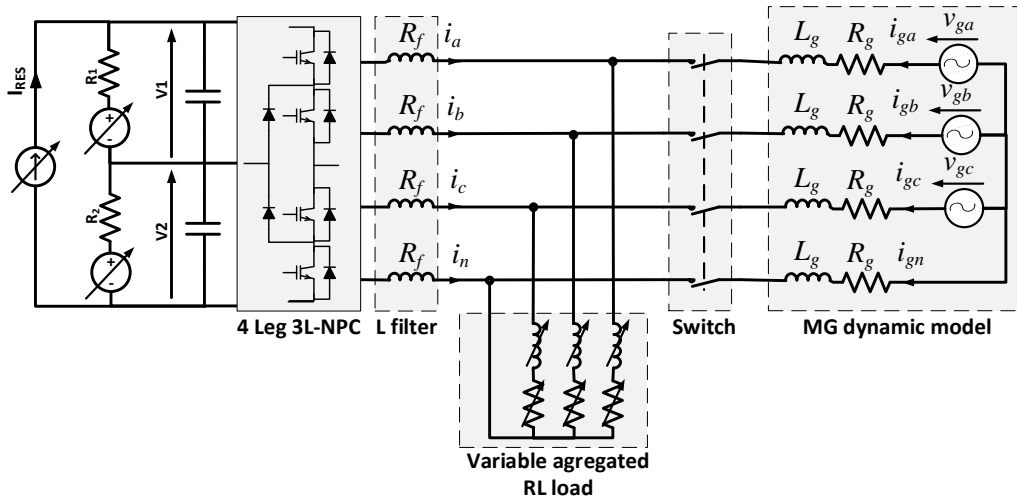 I_RES
R1
+
-
V1
R2
+
-
V2
4 Leg 3L-NPC
R_f i_a
R_f i_b
R_f i_c
R_f i_n
L filter
Variable agregated
RL load
Switch
L_g R_g i_ga v_ga
L_g R_g i_gb v_gb
L_g R_g i_gc v_gc
L_g R_g i_gn
MG dynamic model